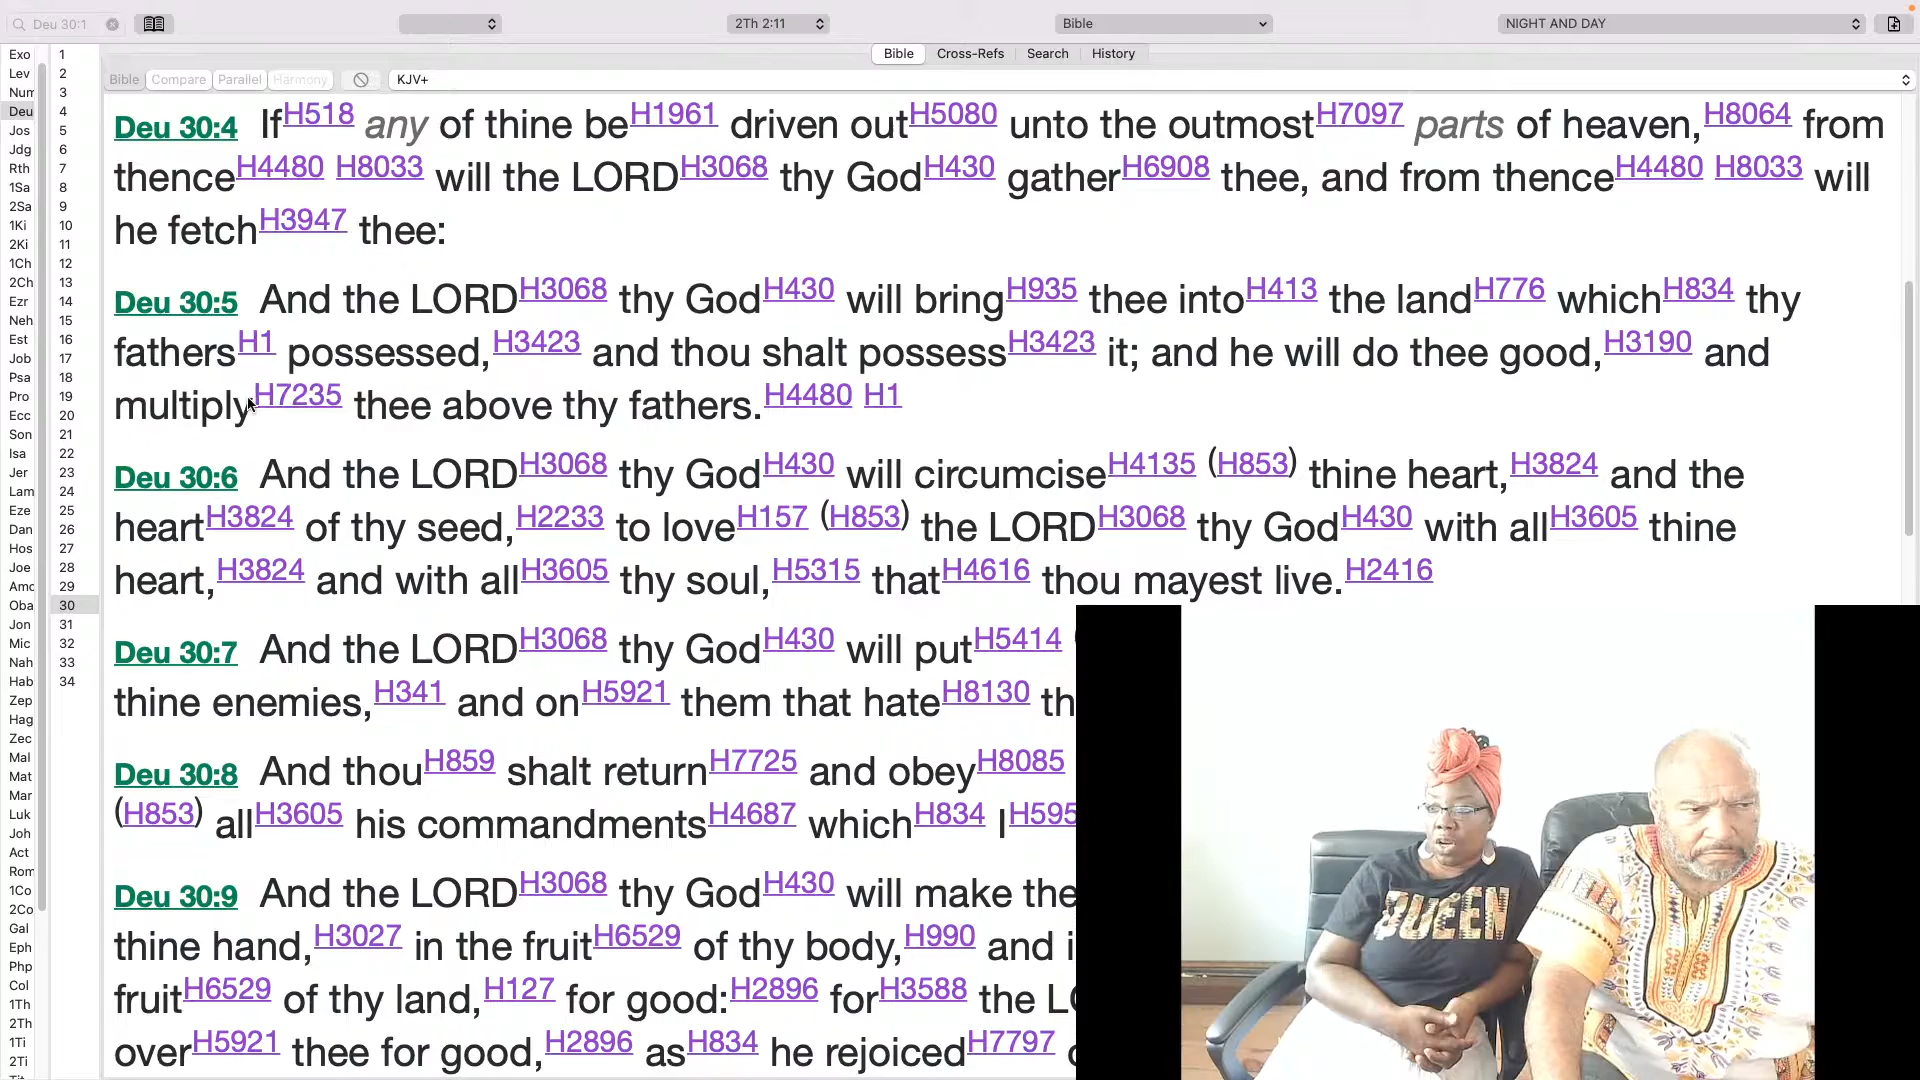 Deu 30:1
2Th 2:11
Bible
NIGHT AND DAY
Bible Cross-Refs Search History
Bible Compare Parallel Harmony KJV+
Exo 1
Lev 2
Num 3
Deu 4
Jos 5
Jdg 6
Rth 7
1Sa 8
2Sa 9
1Ki 10
2Ki 11
1Ch 12
2Ch 13
Ezr 14
Neh 15
Est 16
Job 17
Psa 18
Pro 19
Ecc 20
Son 21
Isa 22
Jer 23
Lam 24
Eze 25
Dan 26
Hos 27
Joe 28
Amo 29
Oba 30
Jon 31
Mic 32
Nah 33
Hab 34
Zep
Hag
Zec
Mal
Mat
Mar
Luk
Joh
Act
Rom
1Co
2Co
Gal
Eph
Php
Col
1Th
2Th
1Ti
2Ti
Deu 30:4 IfH518 any of thine beH1961 driven outH5080 unto the outmostH7097 parts of heaven,H8064 from
thenceH4480 H8033 will the LORDH3068 thy GodH430 gatherH6908 thee, and from thenceH4480 H8033 will
he fetchH3947 thee:
Deu 30:5 And the LORDH3068 thy GodH430 will bringH935 thee intoH413 the landH776 whichH834 thy
fathersH1 possessed,H3423 and thou shalt possessH3423 it; and he will do thee good,H3190 and
multiplyH7235 thee above thy fathers.H4480 H1
Deu 30:6 And the LORDH3068 thy GodH430 will circumciseH4135 (H853) thine heart,H3824 and the
heartH3824 of thy seed,H2233 to loveH157 (H853) the LORDH3068 thy GodH430 with allH3605 thine
heart,H3824 and with allH3605 thy soul,H5315 thatH4616 thou mayest live.H2416
Deu 30:7 And the LORDH3068 thy GodH430 will putH5414
thine enemies,H341 and onH5921 them that hateH8130 th
Deu 30:8 And thouH859 shalt returnH7725 and obeyH8085
(H853) allH3605 his commandmentsH4687 whichH834 IH595
Deu 30:9 And the LORDH3068 thy GodH430 will make the
thine hand,H3027 in the fruitH6529 of thy body,H990 and i
fruitH6529 of thy land,H127 for good:H2896 forH3588 the L
overH5921 thee for good,H2896 asH834 he rejoicedH7797
QUEEN